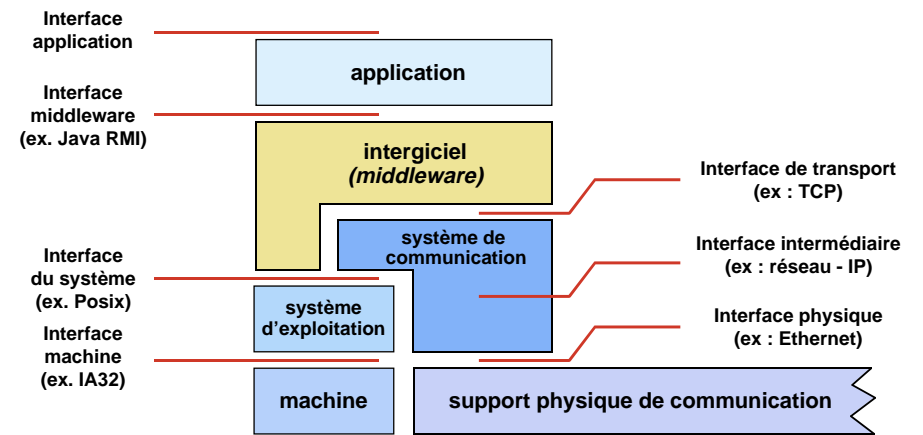 Interface
application
application
Interface
middleware
(ex. Java RMI)
intergiciel
(middleware)
Interface de transport
(ex : TCP)
système de
communication
Interface intermédiaire
(ex : réseau - IP)
Interface
du système
(ex. Posix)
système
d’exploitation
Interface physique
(ex : Ethernet)
Interface
machine
(ex. IA32)
machine
support physique de communication